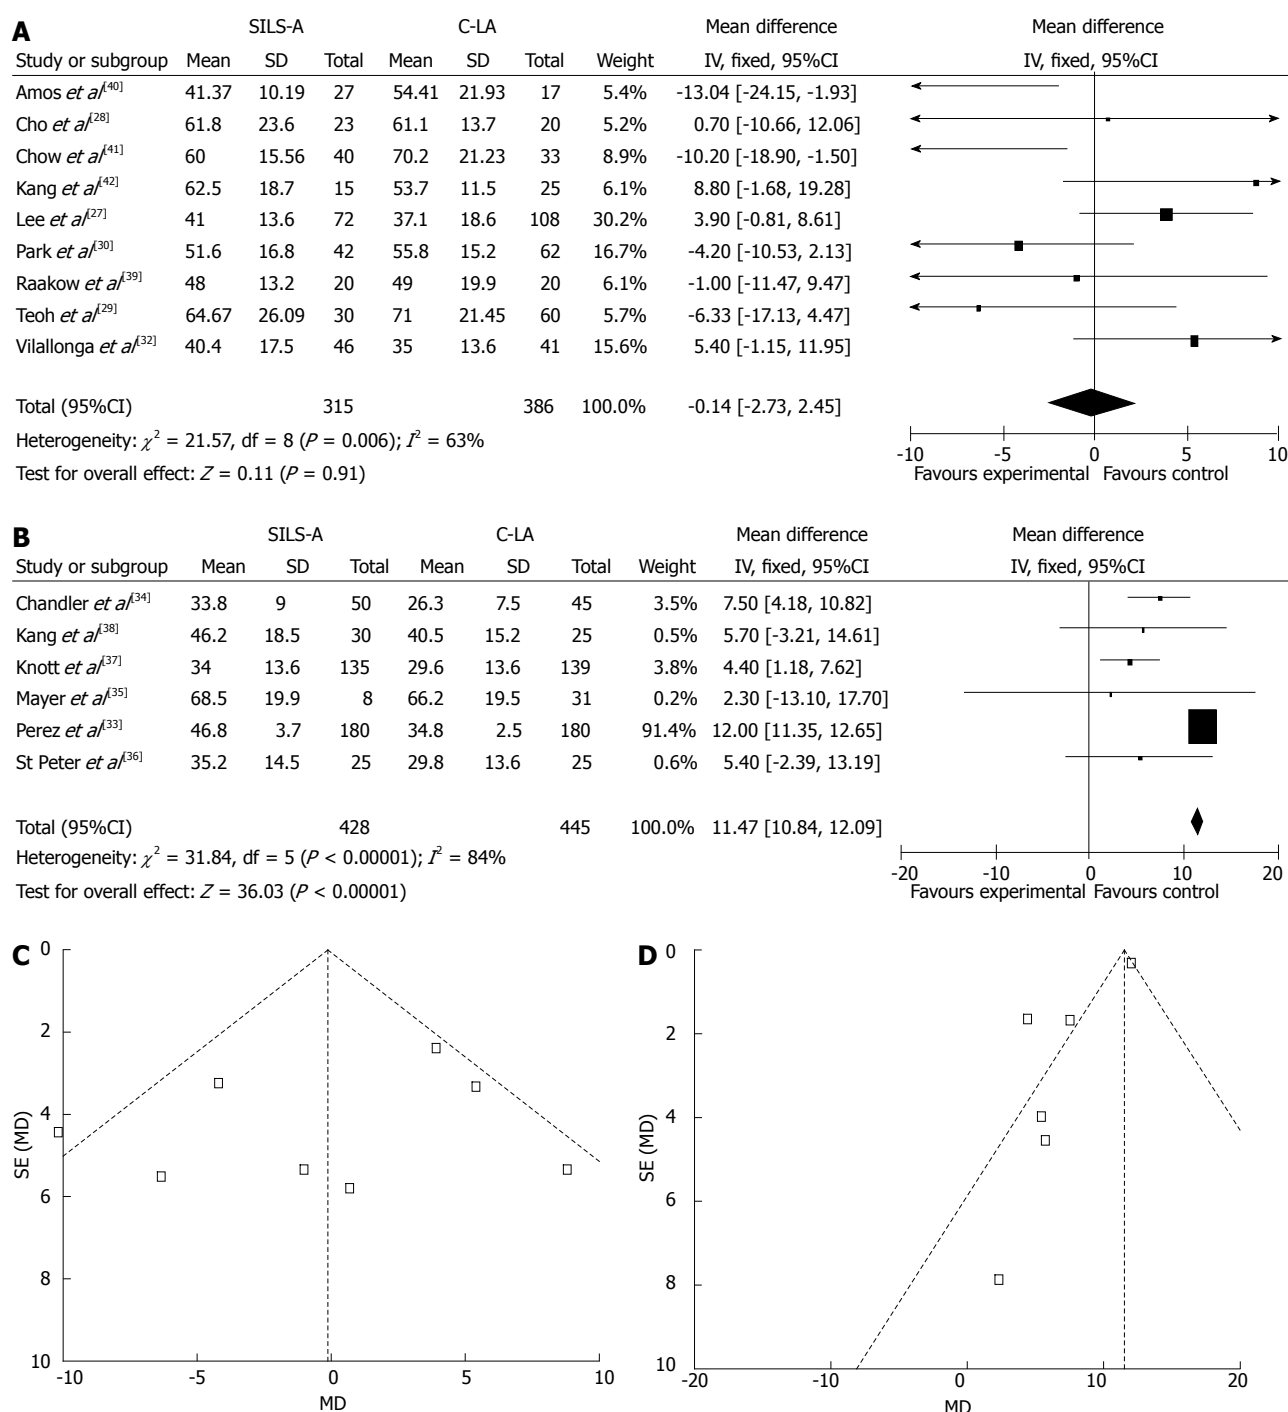 A
SILS-A C-LA Mean difference Mean difference
Study or subgroup Mean SD Total Mean SD Total Weight IV, fixed, 95%CI IV, fixed, 95%CI
Amos et al[40] 41.37 10.19 27 54.41 21.93 17 5.4% -13.04 [-24.15, -1.93]
Cho et al[28] 61.8 23.6 23 61.1 13.7 20 5.2% 0.70 [-10.66, 12.06]
Chow et al[41] 60 15.56 40 70.2 21.23 33 8.9% -10.20 [-18.90, -1.50]
Kang et al[42] 62.5 18.7 15 53.7 11.5 25 6.1% 8.80 [-1.68, 19.28]
Lee et al[27] 41 13.6 72 37.1 18.6 108 30.2% 3.90 [-0.81, 8.61]
Park et al[30] 51.6 16.8 42 55.8 15.2 62 16.7% -4.20 [-10.53, 2.13]
Raakow et al[39] 48 13.2 20 49 19.9 20 6.1% -1.00 [-11.47, 9.47]
Teoh et al[29] 64.67 26.09 30 71 21.45 60 5.7% -6.33 [-17.13, 4.47]
Vilallonga et al[32] 40.4 17.5 46 35 13.6 41 15.6% 5.40 [-1.15, 11.95]
Total (95%CI) 315 386 100.0% -0.14 [-2.73, 2.45]
Heterogeneity: χ² = 21.57, df = 8 (P = 0.006); I² = 63%
Test for overall effect: Z = 0.11 (P = 0.91)
-10 -5 0 5 10
Favours experimental Favours control
B
SILS-A C-LA Mean difference Mean difference
Study or subgroup Mean SD Total Mean SD Total Weight IV, fixed, 95%CI IV, fixed, 95%CI
Chandler et al[34] 33.8 9 50 26.3 7.5 45 3.5% 7.50 [4.18, 10.82]
Kang et al[38] 46.2 18.5 30 40.5 15.2 25 0.5% 5.70 [-3.21, 14.61]
Knott et al[37] 34 13.6 135 29.6 13.6 139 3.8% 4.40 [1.18, 7.62]
Mayer et al[35] 68.5 19.9 8 66.2 19.5 31 0.2% 2.30 [-13.10, 17.70]
Perez et al[33] 46.8 3.7 180 34.8 2.5 180 91.4% 12.00 [11.35, 12.65]
St Peter et al[36] 35.2 14.5 25 29.8 13.6 25 0.6% 5.40 [-2.39, 13.19]
Total (95%CI) 428 445 100.0% 11.47 [10.84, 12.09]
Heterogeneity: χ² = 31.84, df = 5 (P < 0.00001); I² = 84%
Test for overall effect: Z = 36.03 (P < 0.00001)
-20 -10 0 10 20
Favours experimental Favours control
C
0
2
4
6
8
10
SE (MD)
-10 -5 0 5 10
MD
D
0
2
4
6
8
10
SE (MD)
-20 -10 0 10 20
MD